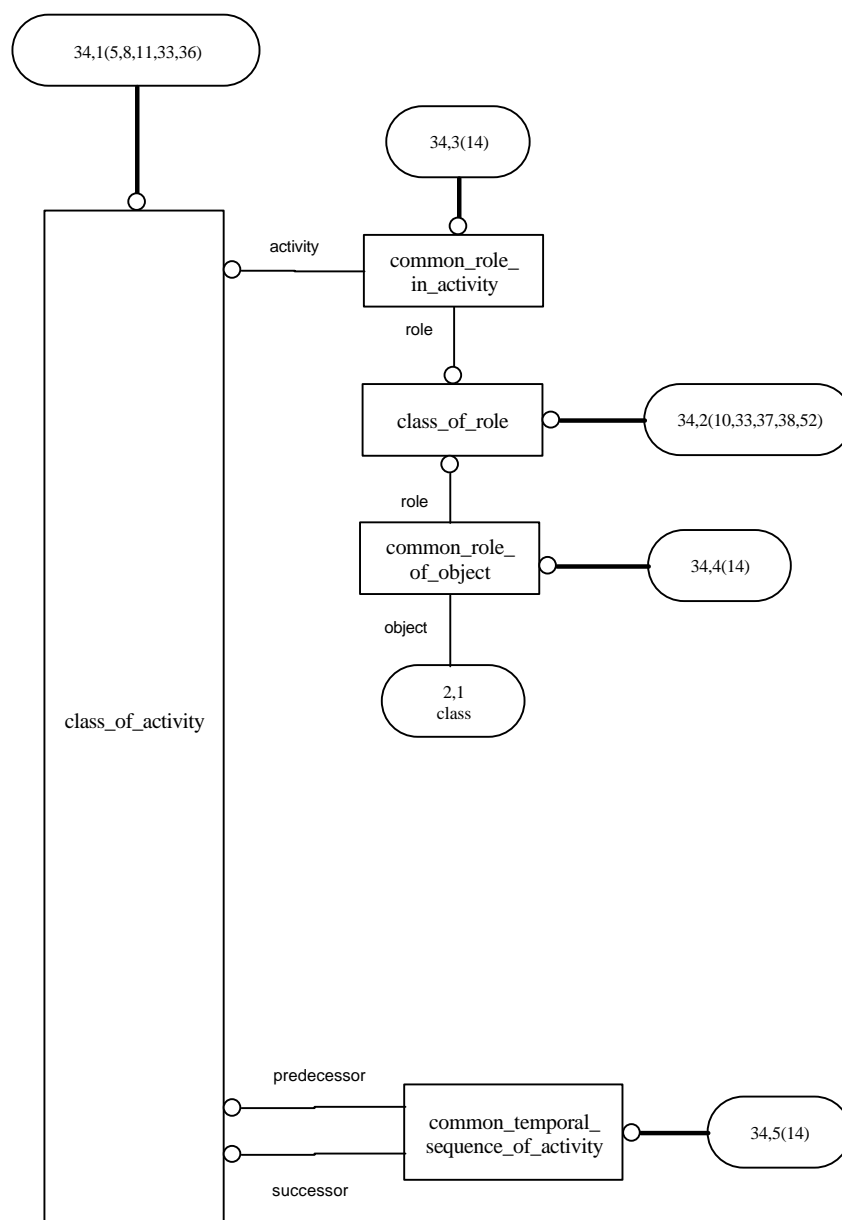 34,1(5,8,11,33,36)
34,3(14)
activity
common_role_
in_activity
role
class_of_role
34,2(10,33,37,38,52)
role
common_role_
of_object
34,4(14)
object
2,1
class
class_of_activity
predecessor
common_temporal_
sequence_of_activity
34,5(14)
successor